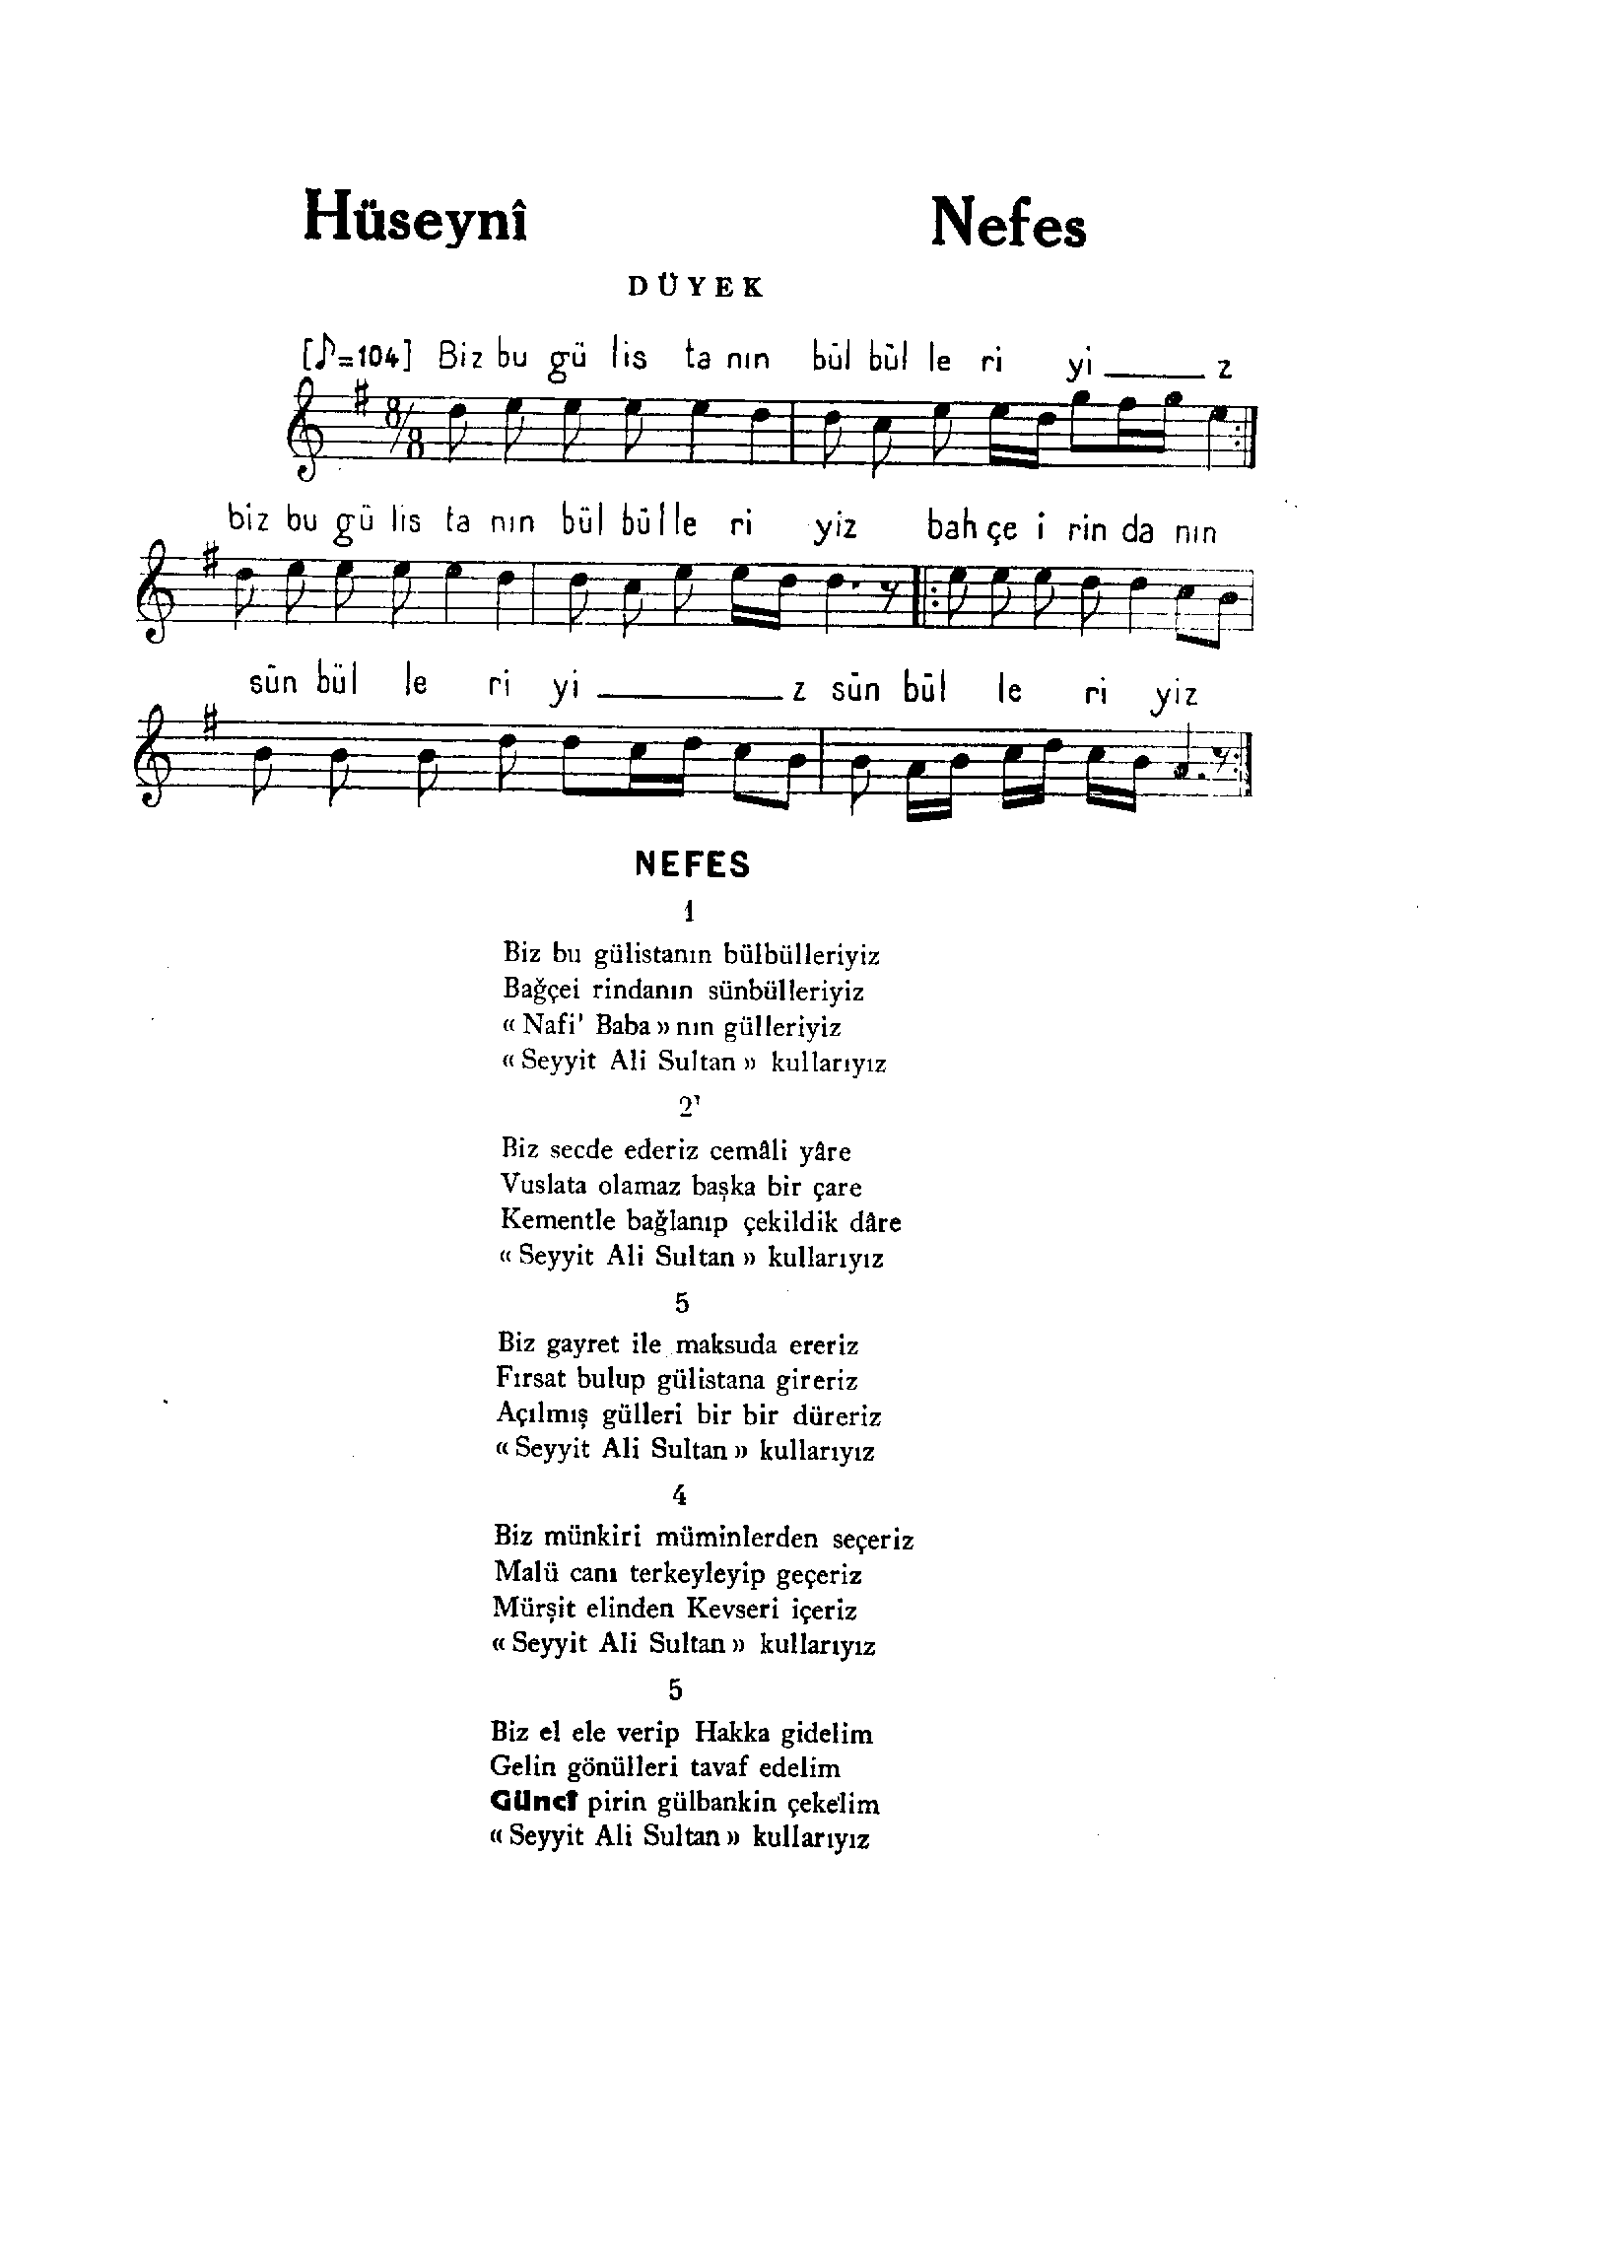 Hüseynî Nefes
DÜYEK
[♪=104] Biz bu gü lis ta nın bül bül le ri yi z
8/8
biz bu gü lis ta nın bül bül le ri yiz bah çe i rin da nın
sün bül le ri yi z sün bül le ri yiz
NEFES
1
Biz bu gülistanın bülbülleriyiz
Bağçei rindanın sünbülleriyiz
« Nafi' Baba » nın gülleriyiz
« Seyyit Ali Sultan » kullarıyız
2
Biz secde ederiz cemâli yâre
Vuslata olamaz başka bir çare
Kementle bağlanıp çekildik dâre
« Seyyit Ali Sultan » kullarıyız
5
Biz gayret ile maksuda ereriz
Fırsat bulup gülistana gireriz
Açılmış gülleri bir bir düreriz
« Seyyit Ali Sultan » kullarıyız
4
Biz münkiri müminlerden seçeriz
Malü canı terkeyleyip geçeriz
Mürşit elinden Kevseri içeriz
« Seyyit Ali Sultan » kullarıyız
5
Biz el ele verip Hakka gidelim
Gelin gönülleri tavaf edelim
Güncî pirin gülbankin çekelim
« Seyyit Ali Sultan » kullarıyız